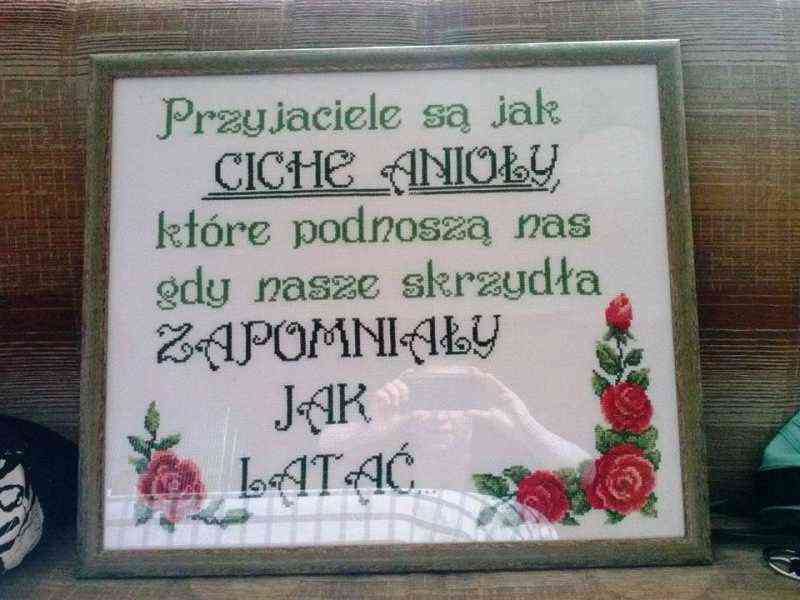 Przyjaciele są jak
CICHE ANIOŁY,
które podnoszą nas
gdy nasze skrzydła
ZAPOMNIAŁY
JAK
LATAĆ...